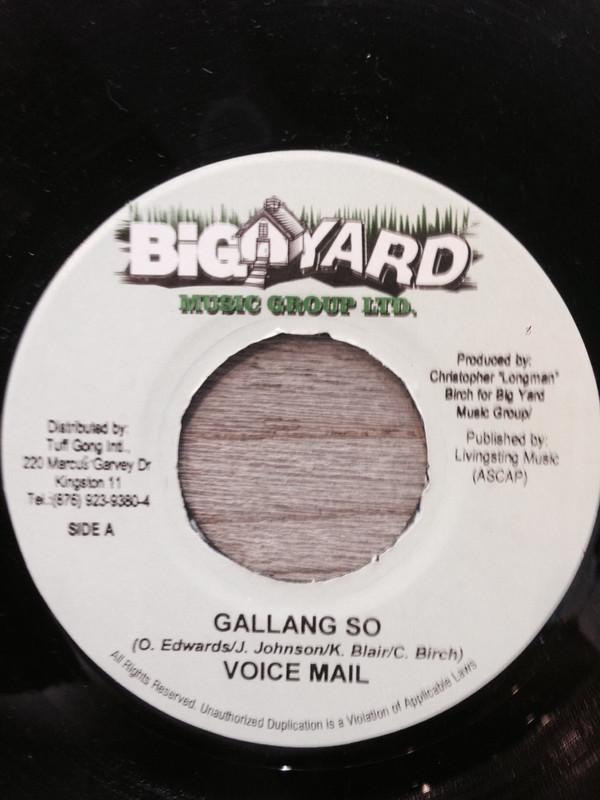 BiG YARD
MUSIC GROUP LTD.
Produced by:
Christopher "Longman"
Birch for Big Yard
Music Group/
Published by:
Livingsting Music
(ASCAP)
Distributed by:
Tuff Gong Intl.,
220 Marcus Garvey Dr
Kingston 11
Tel.:(876) 923-9380-4
SIDE A
GALLANG SO
(O. Edwards/J. Johnson/K. Blair/C. Birch)
VOICE MAIL
All Rights Reserved. Unauthorized Duplication is a Violation of Applicable Laws